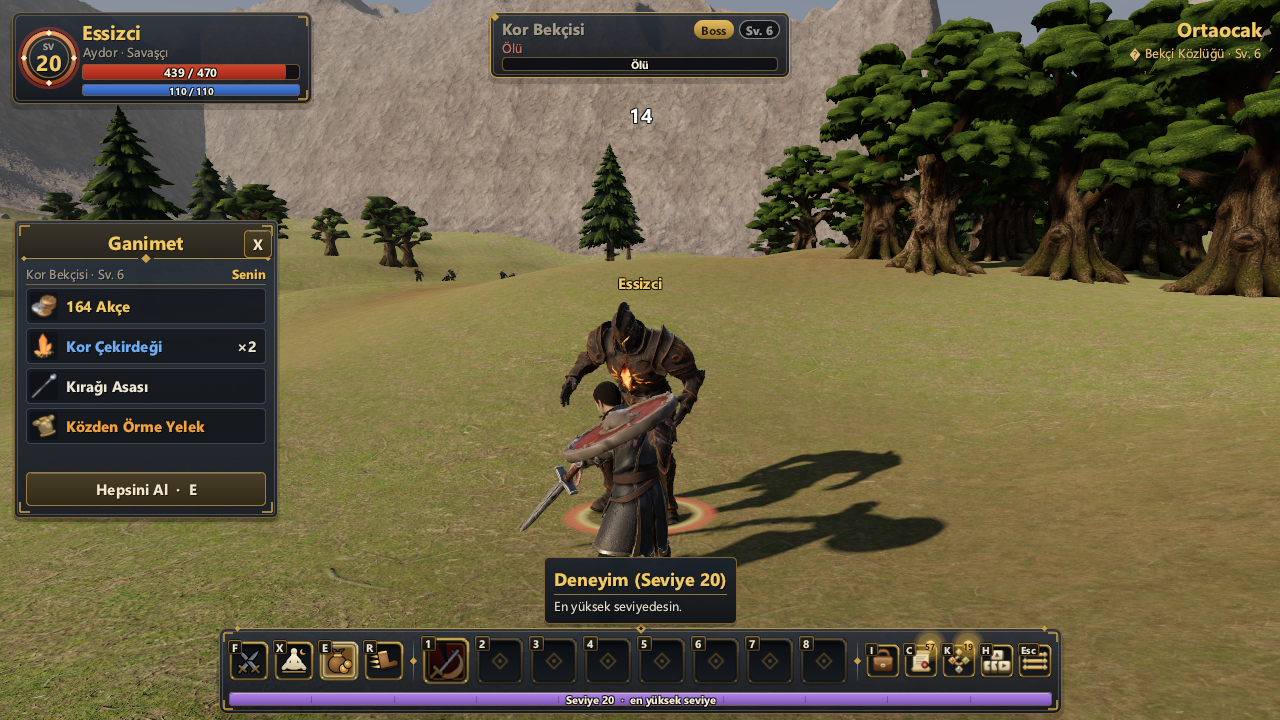 Essizci
SV
20
Aydor · Savaşçı
439 / 470
110 / 110
Kor Bekçisi
Boss
Sv. 6
Ölü
Ölü
Ortaocak
Bekçi Közlüğü · Sv. 6
14
Ganimet
X
Kor Bekçisi · Sv. 6
Senin
164 Akçe
Kor Çekirdeği
×2
Kırağı Asası
Közden Örme Yelek
Hepsini Al · E
Essizci
Deneyim (Seviye 20)
En yüksek seviyedesin.
F
X
E
R
1
2
3
4
5
6
7
8
I
C
57
K
19
H
Esc
Seviye 20 · en yüksek seviye